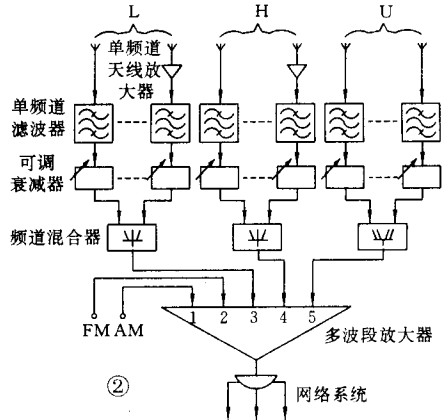 L H U
单频道
天线放
大器
单频道
滤波器
可调
衰减器
频道混合器
1 2 3 4 5
FM AM
多波段放大器
②
网络系统